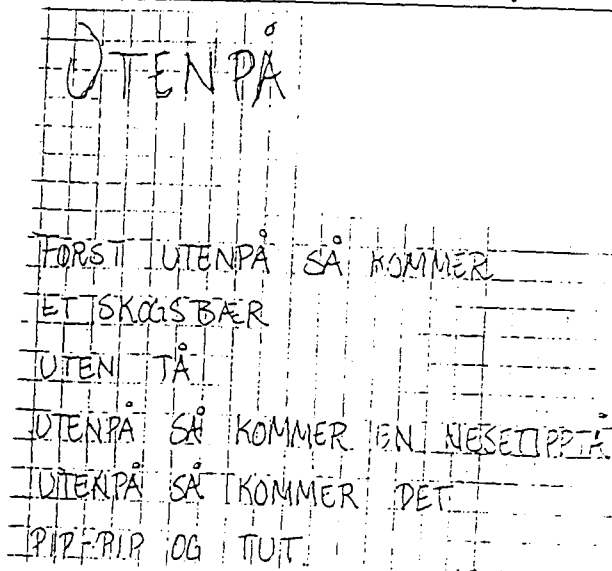 UTENPÅ
FØRST UTENPÅ SÅ KOMMER
ET SKOGSBÆR
UTEN TÅ
UTENPÅ SÅ KOMMER EN NESETIPPTÅ
UTENPÅ SÅ KOMMER DET
PIP-PIP OG TUT